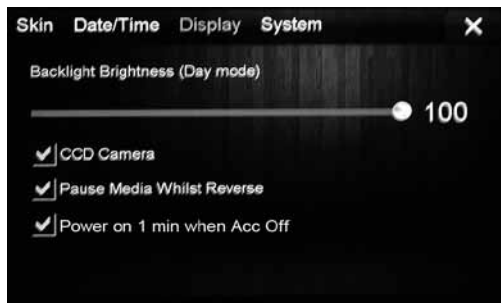 Skin Date/Time Display System
Backlight Brightness (Day mode)
100
CCD Camera
Pause Media Whilst Reverse
Power on 1 min when Acc Off